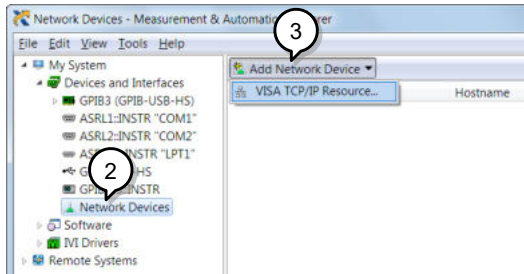 Network Devices - Measurement & Automati rer
3
File Edit View Tools Help
My System
Devices and Interfaces
GPIB3 (GPIB-USB-HS)
ASRL1::INSTR "COM1"
ASRL2::INSTR "COM2"
INSTR "LPT1"
2
HS
INSTR
Network Devices
Software
IVI Drivers
Remote Systems
Add Network Device
VISA TCP/IP Resource...
Hostname